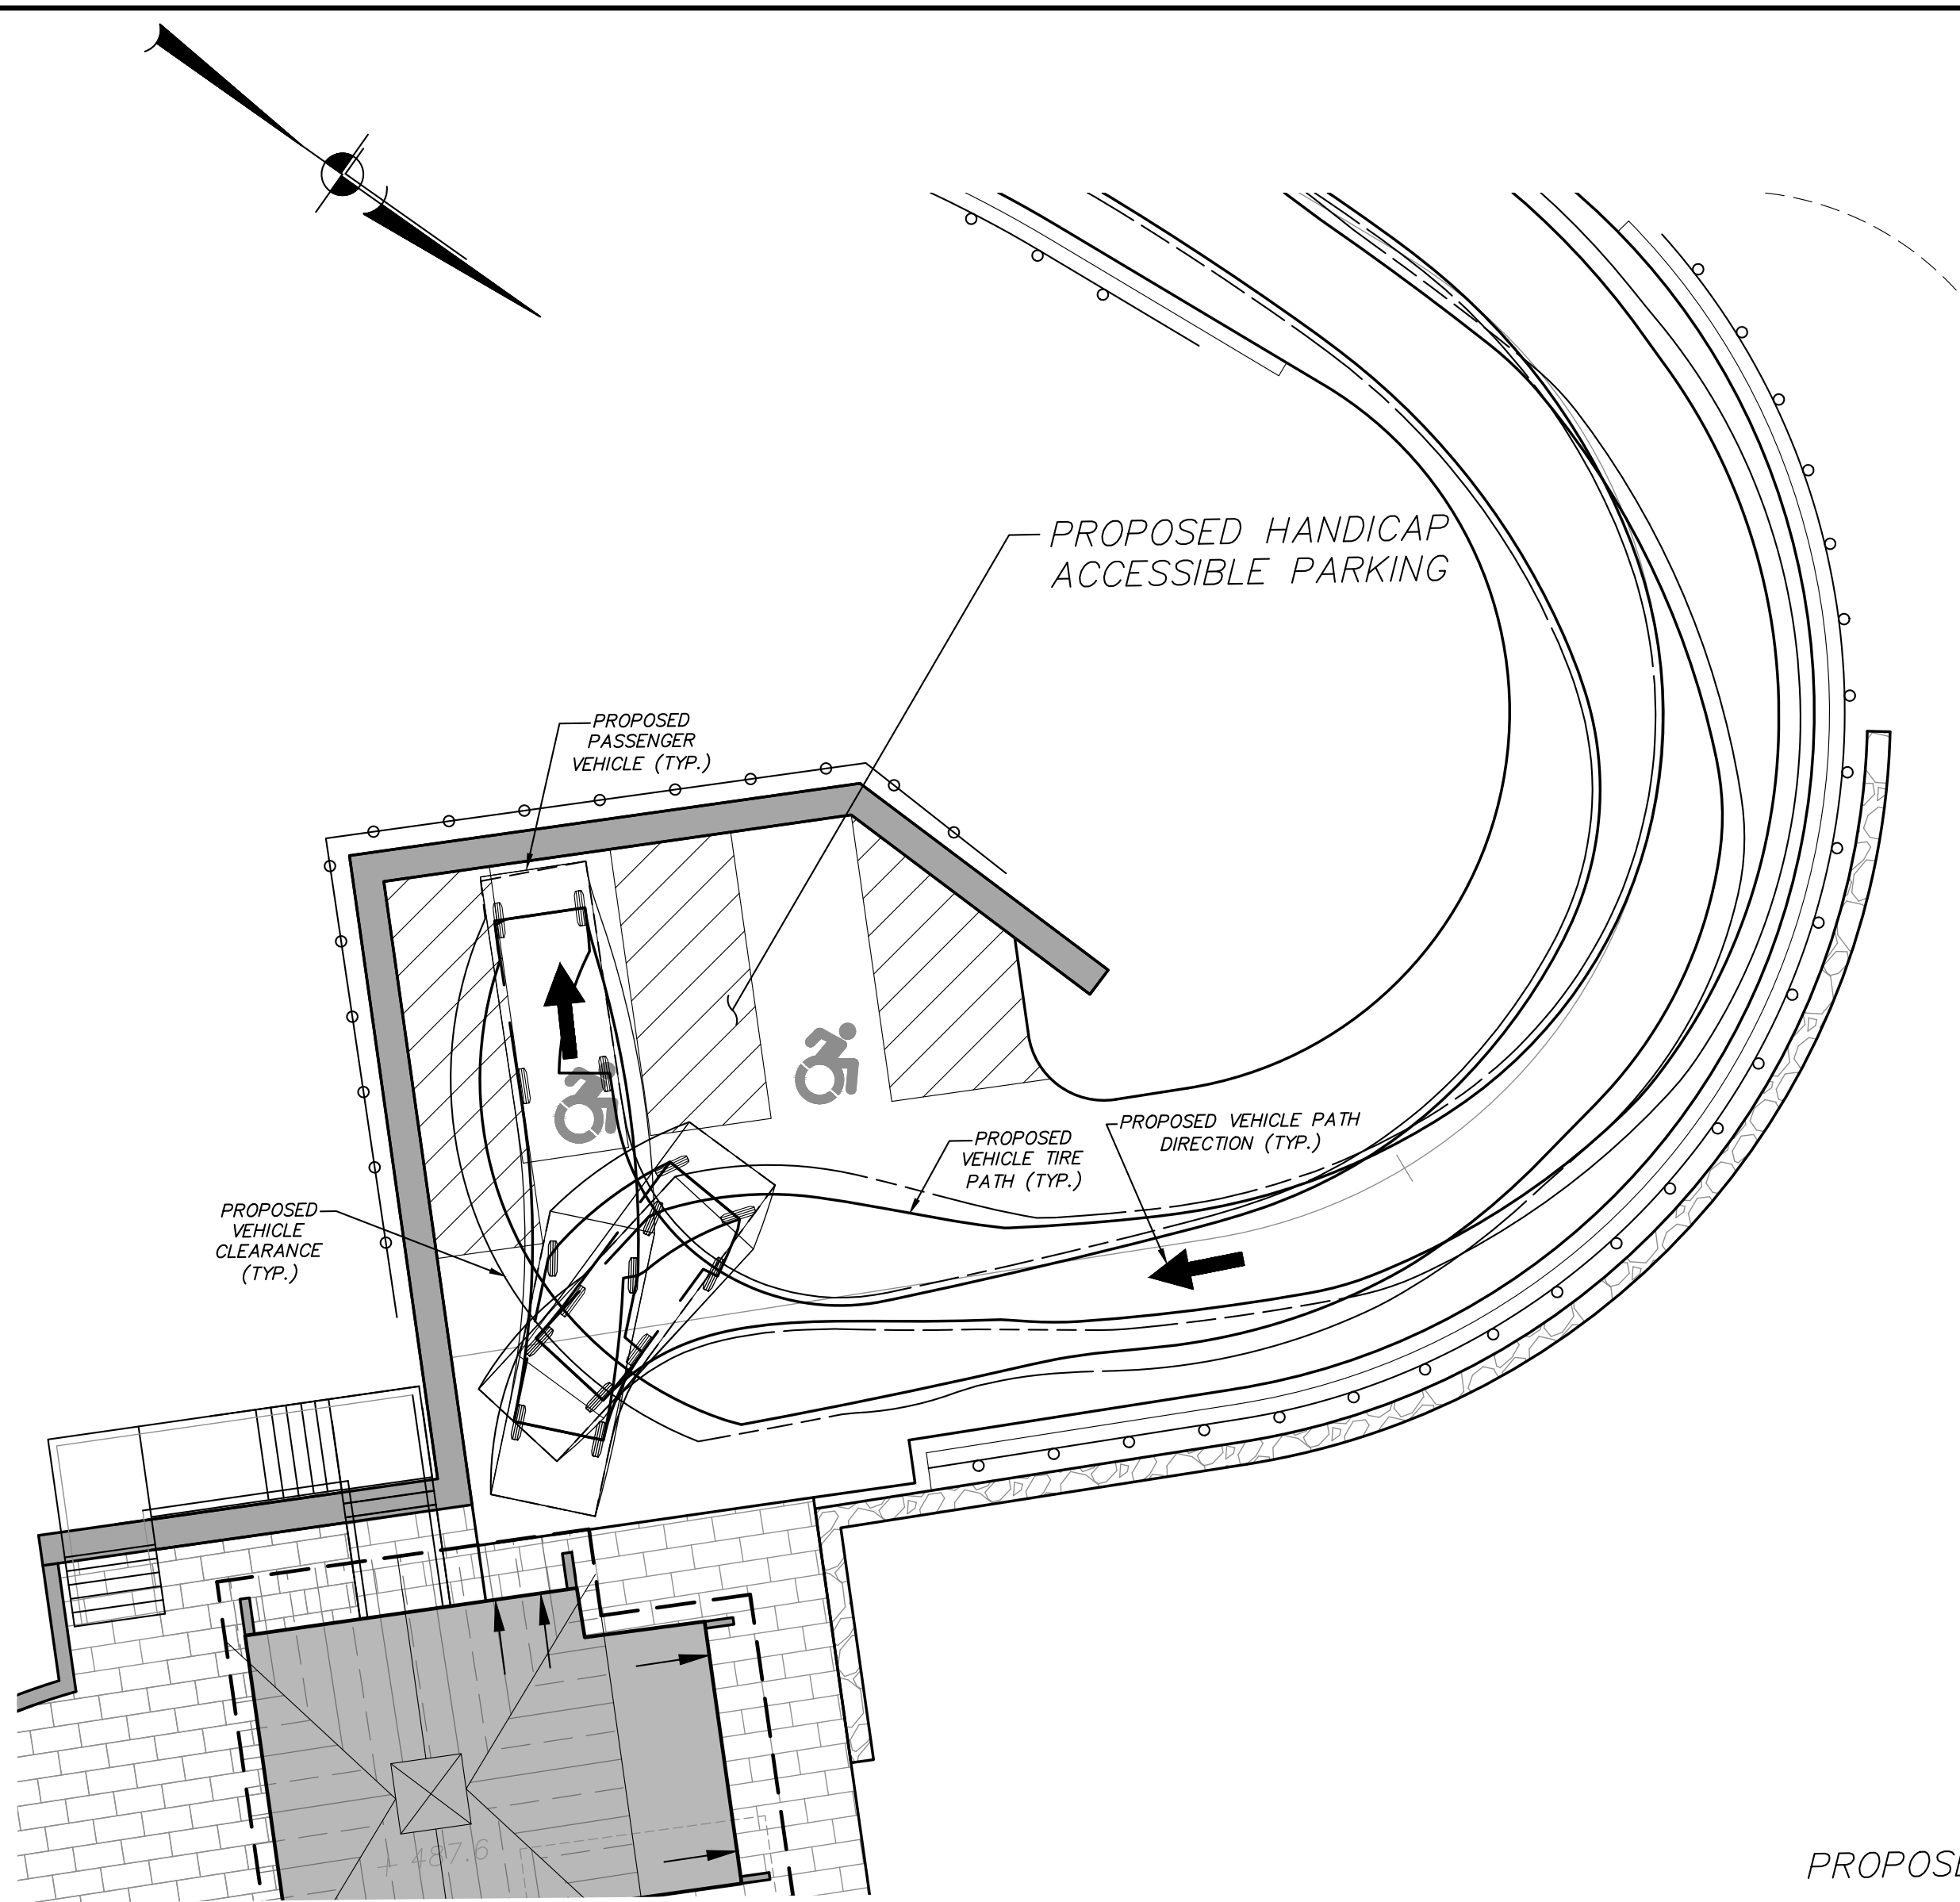 PROPOSED HANDICAP
ACCESSIBLE PARKING
PROPOSED
PASSENGER
VEHICLE (TYP.)
PROPOSED VEHICLE PATH
DIRECTION (TYP.)
PROPOSED
VEHICLE TIRE
PATH (TYP.)
PROPOSED
VEHICLE
CLEARANCE
(TYP.)
487.6